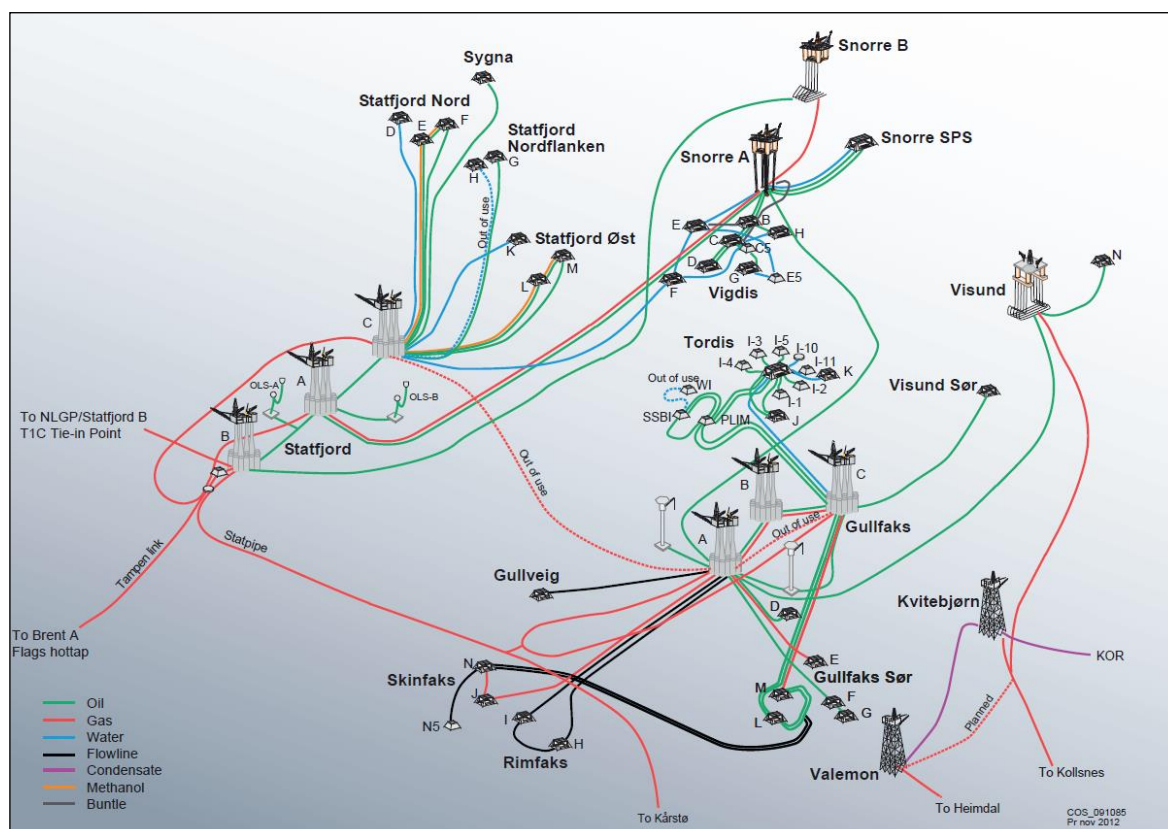 Snorre B
Sygna
Statfjord Nord
D
E
F
Statfjord
Nordflanken
G
H
Out of use
Snorre A
Snorre SPS
K
Statfjord Øst
M
L
E
B
H
C
C5
D
G
E5
F
Vigdis
Visund
N
C
A
B
OLS-A
OLS-B
Statfjord
To NLGP/Statfjord B
T1C Tie-in Point
Tordis
I-3
I-5
I-10
I-4
I-11
K
I-2
I-1
J
Out of use
WI
SSBI
PLIM
Visund Sør
Out of use
B
C
A
Out of use
Gullfaks
Tampen link
Statpipe
Gullveig
D
Kvitebjørn
KOR
To Brent A
Flags hottap
E
Gullfaks Sør
Skinfaks
N
J
N5
I
H
Rimfaks
M
L
F
G
Planned
Valemon
To Kollsnes
To Heimdal
To Kårstø
Oil
Gas
Water
Flowline
Condensate
Methanol
Buntle
COS_091085
Pr nov 2012